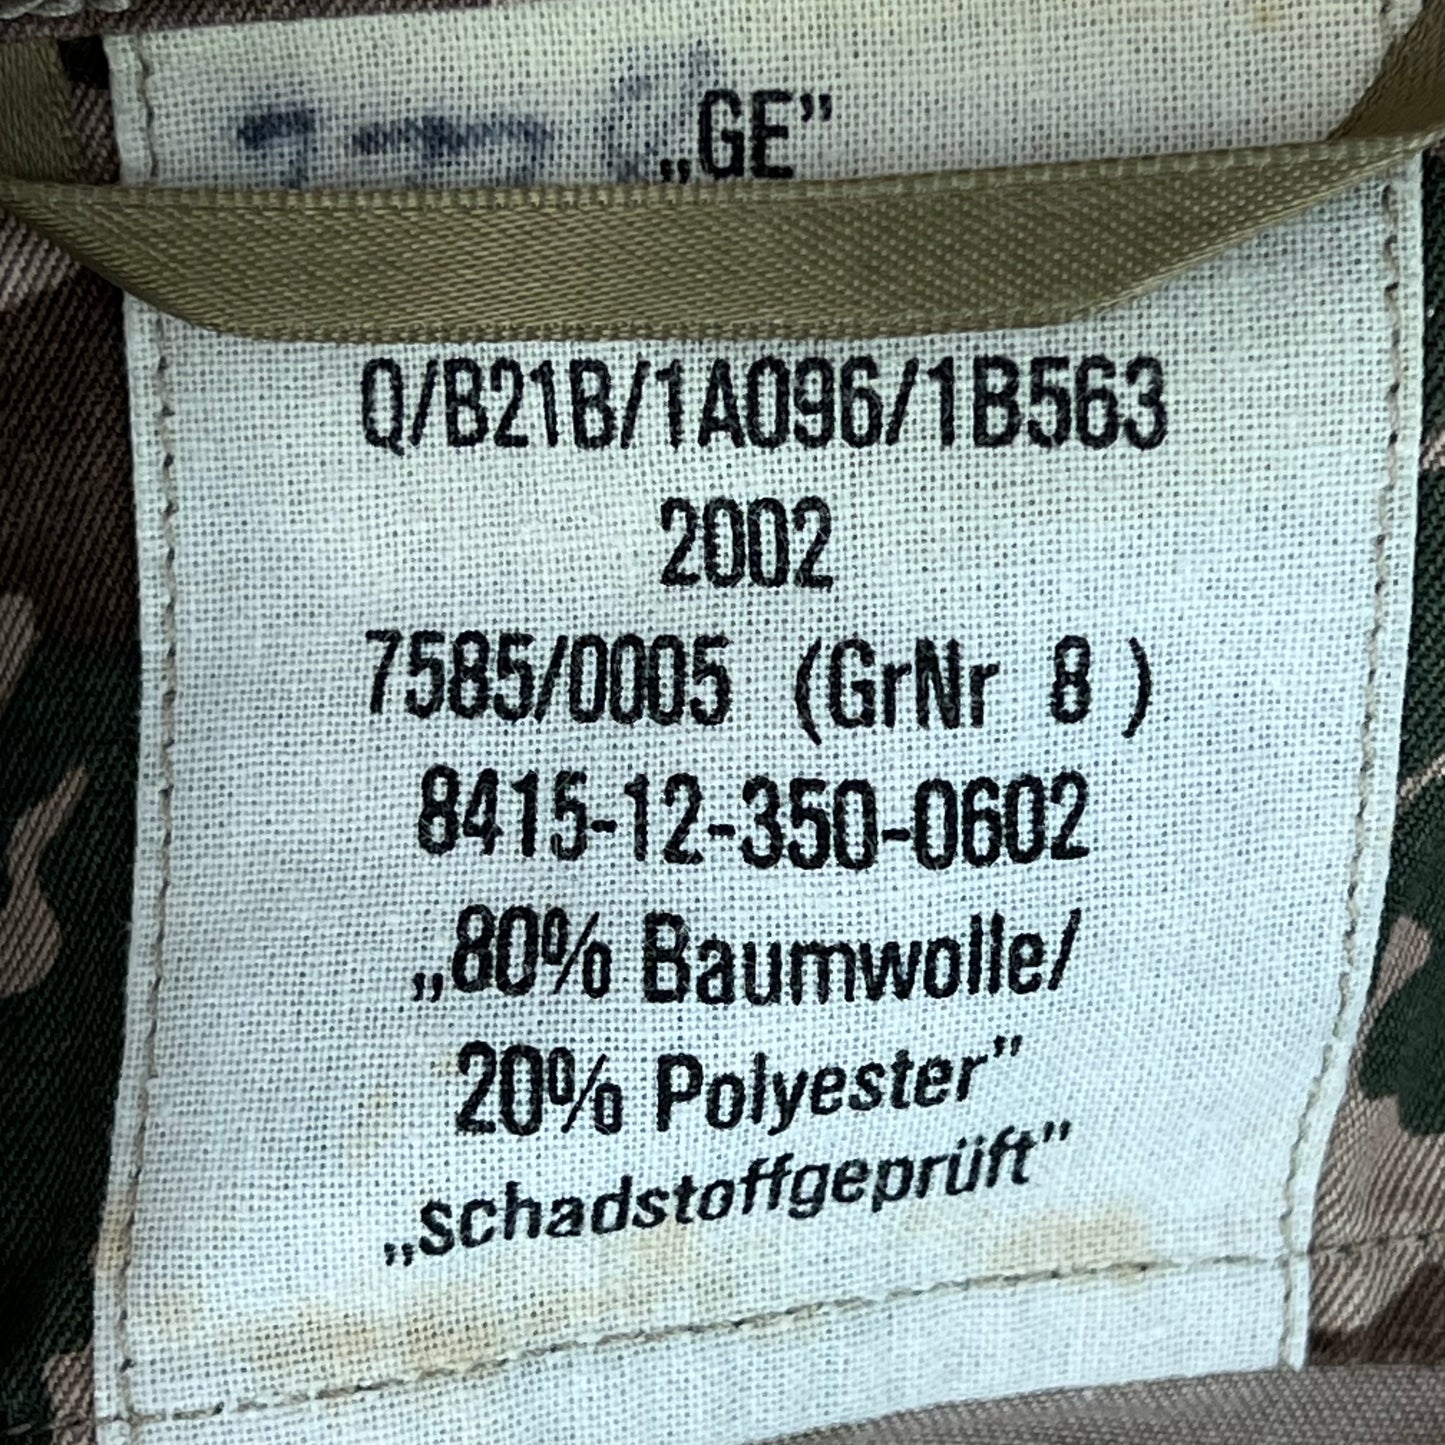 „GE”
Q/B21B/1A096/1B563
2002
7585/0005 (GrNr 8 )
8415-12-350-0602
„80% Baumwolle/
20% Polyester”
„schadstoffgeprüft”